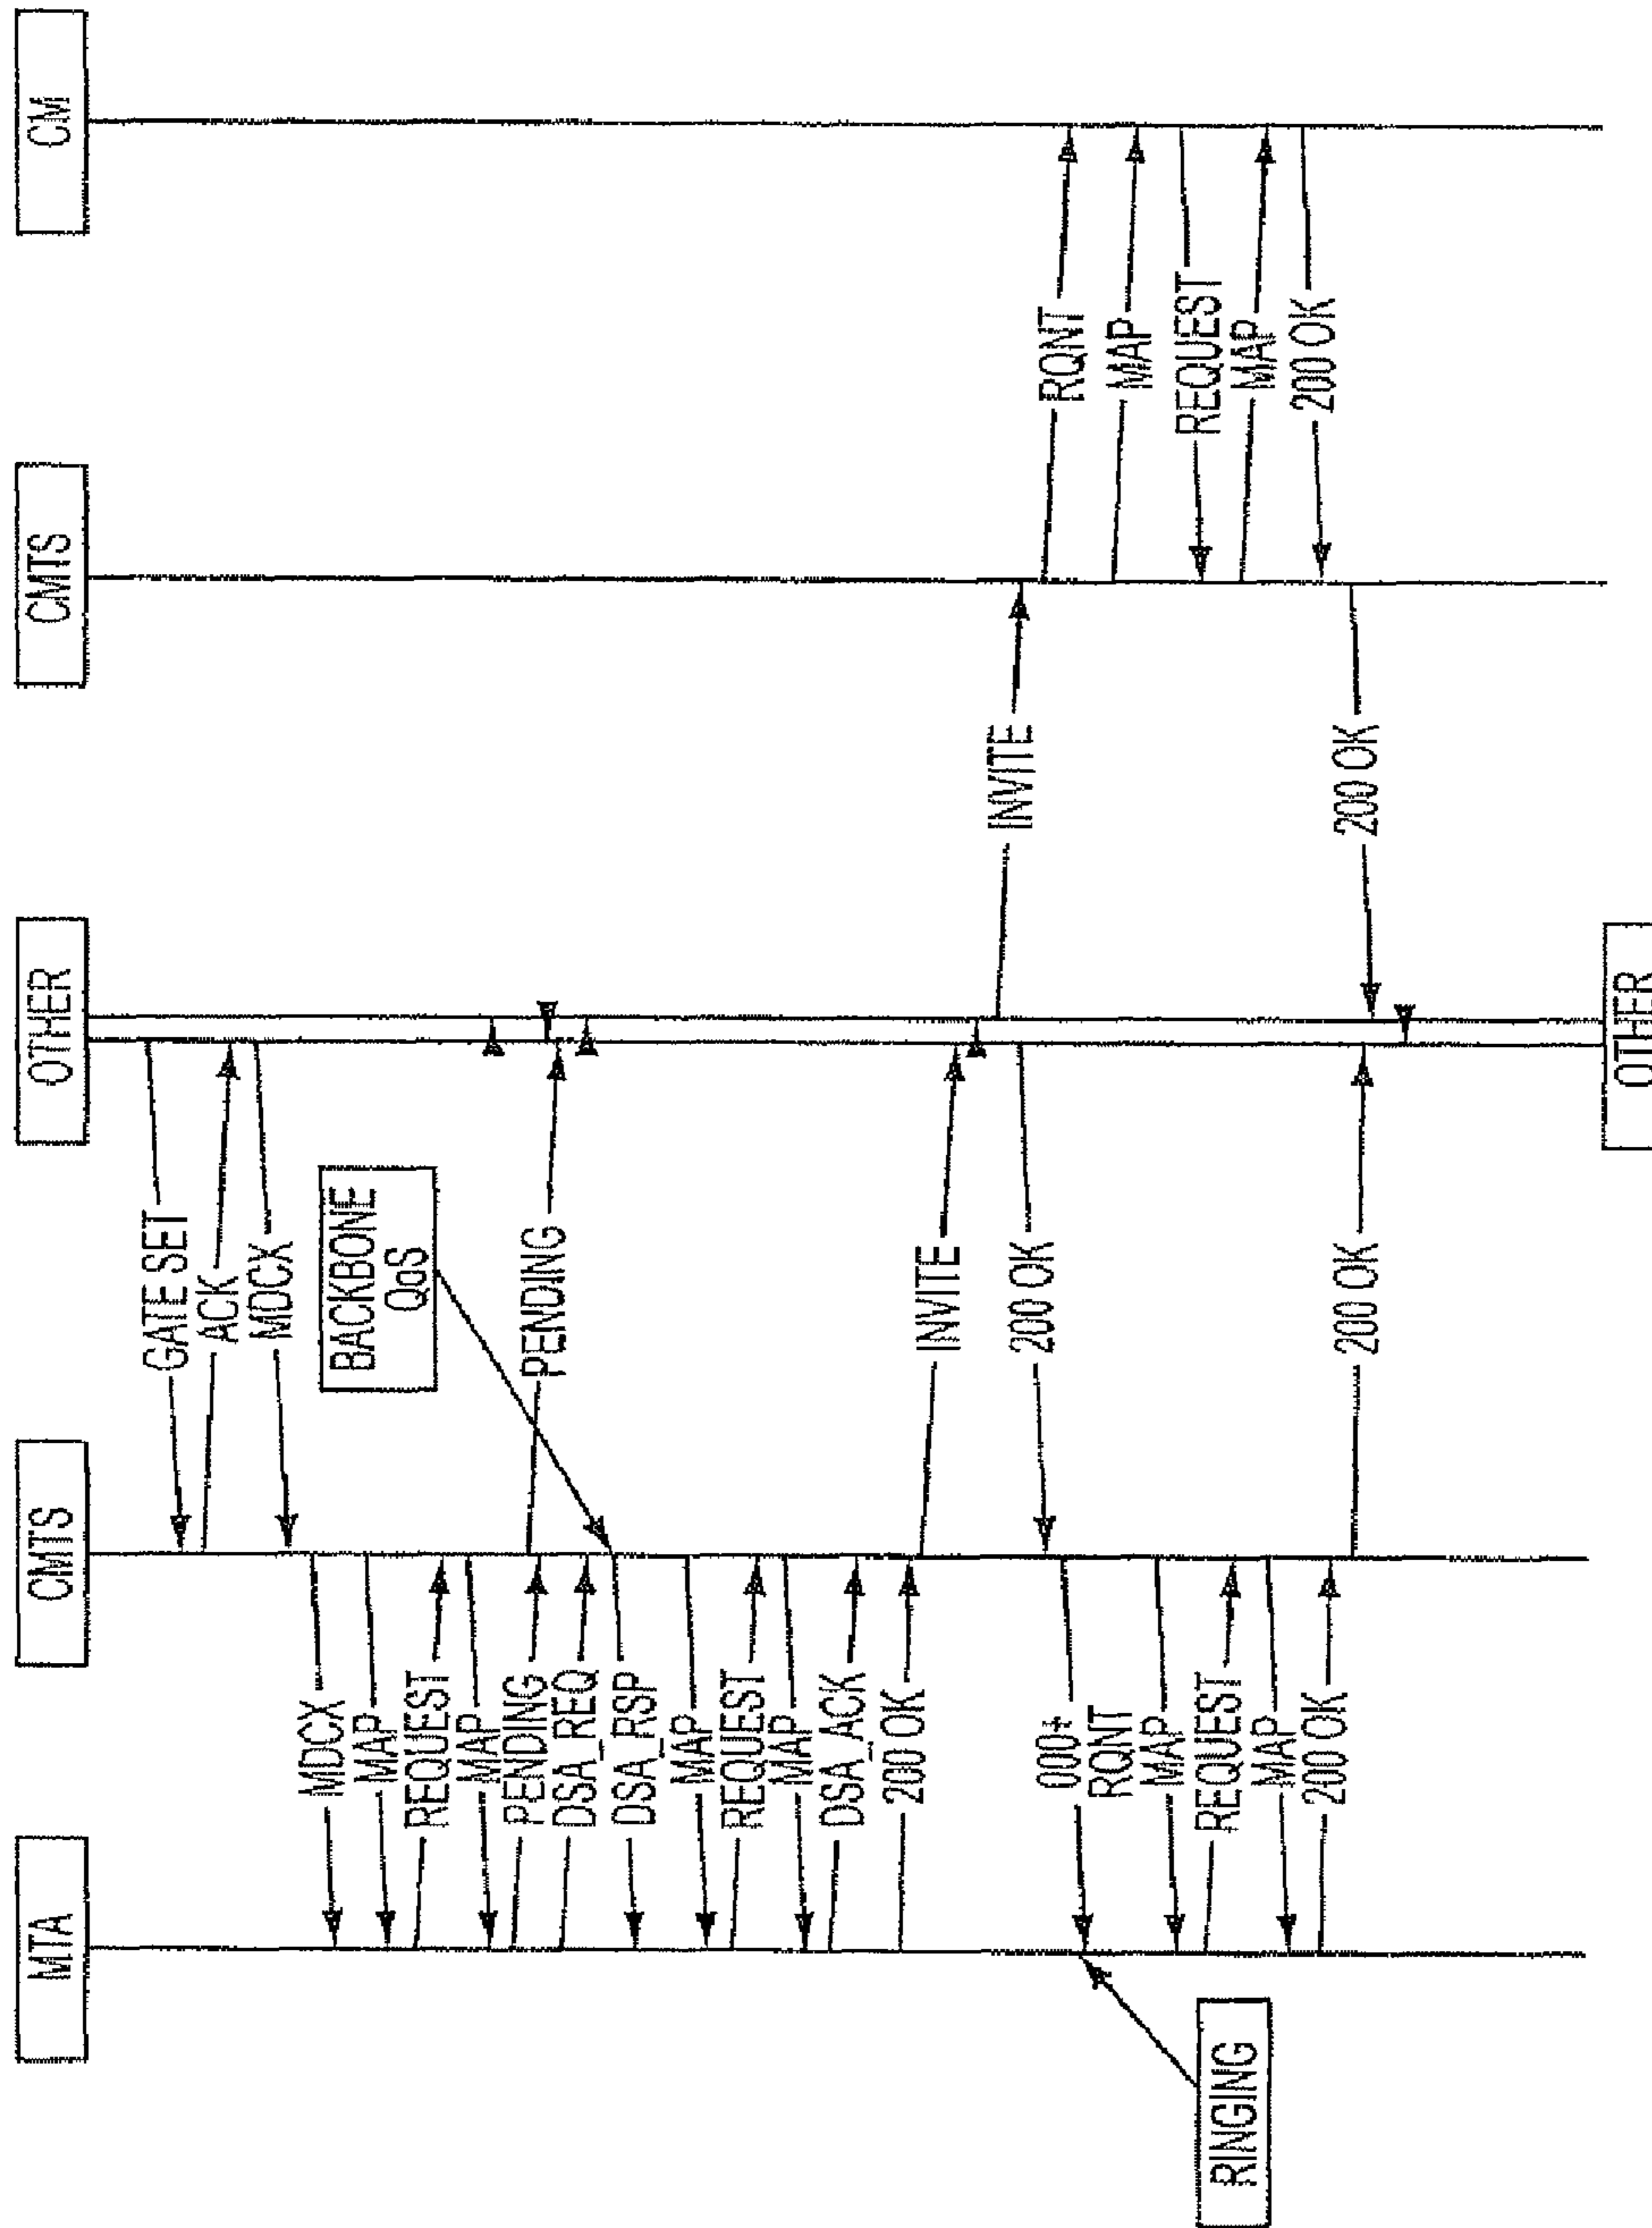 MTA
CMTS
OTHER
CMTS
CM
GATE SET
ACK
MDCX
MDCX
MAP
REQUEST
MAP
PENDING
DSA_REQ
DSA_RSP
MAP
REQUEST
MAP
DSA_ACK
200 OK
BACKBONE
QoS
PENDING
INVITE
INVITE
200 OK
000+
RQNT
MAP
REQUEST
MAP
200 OK
RINGING
RQNT
MAP
REQUEST
MAP
200 OK
200 OK
200 OK
OTHER